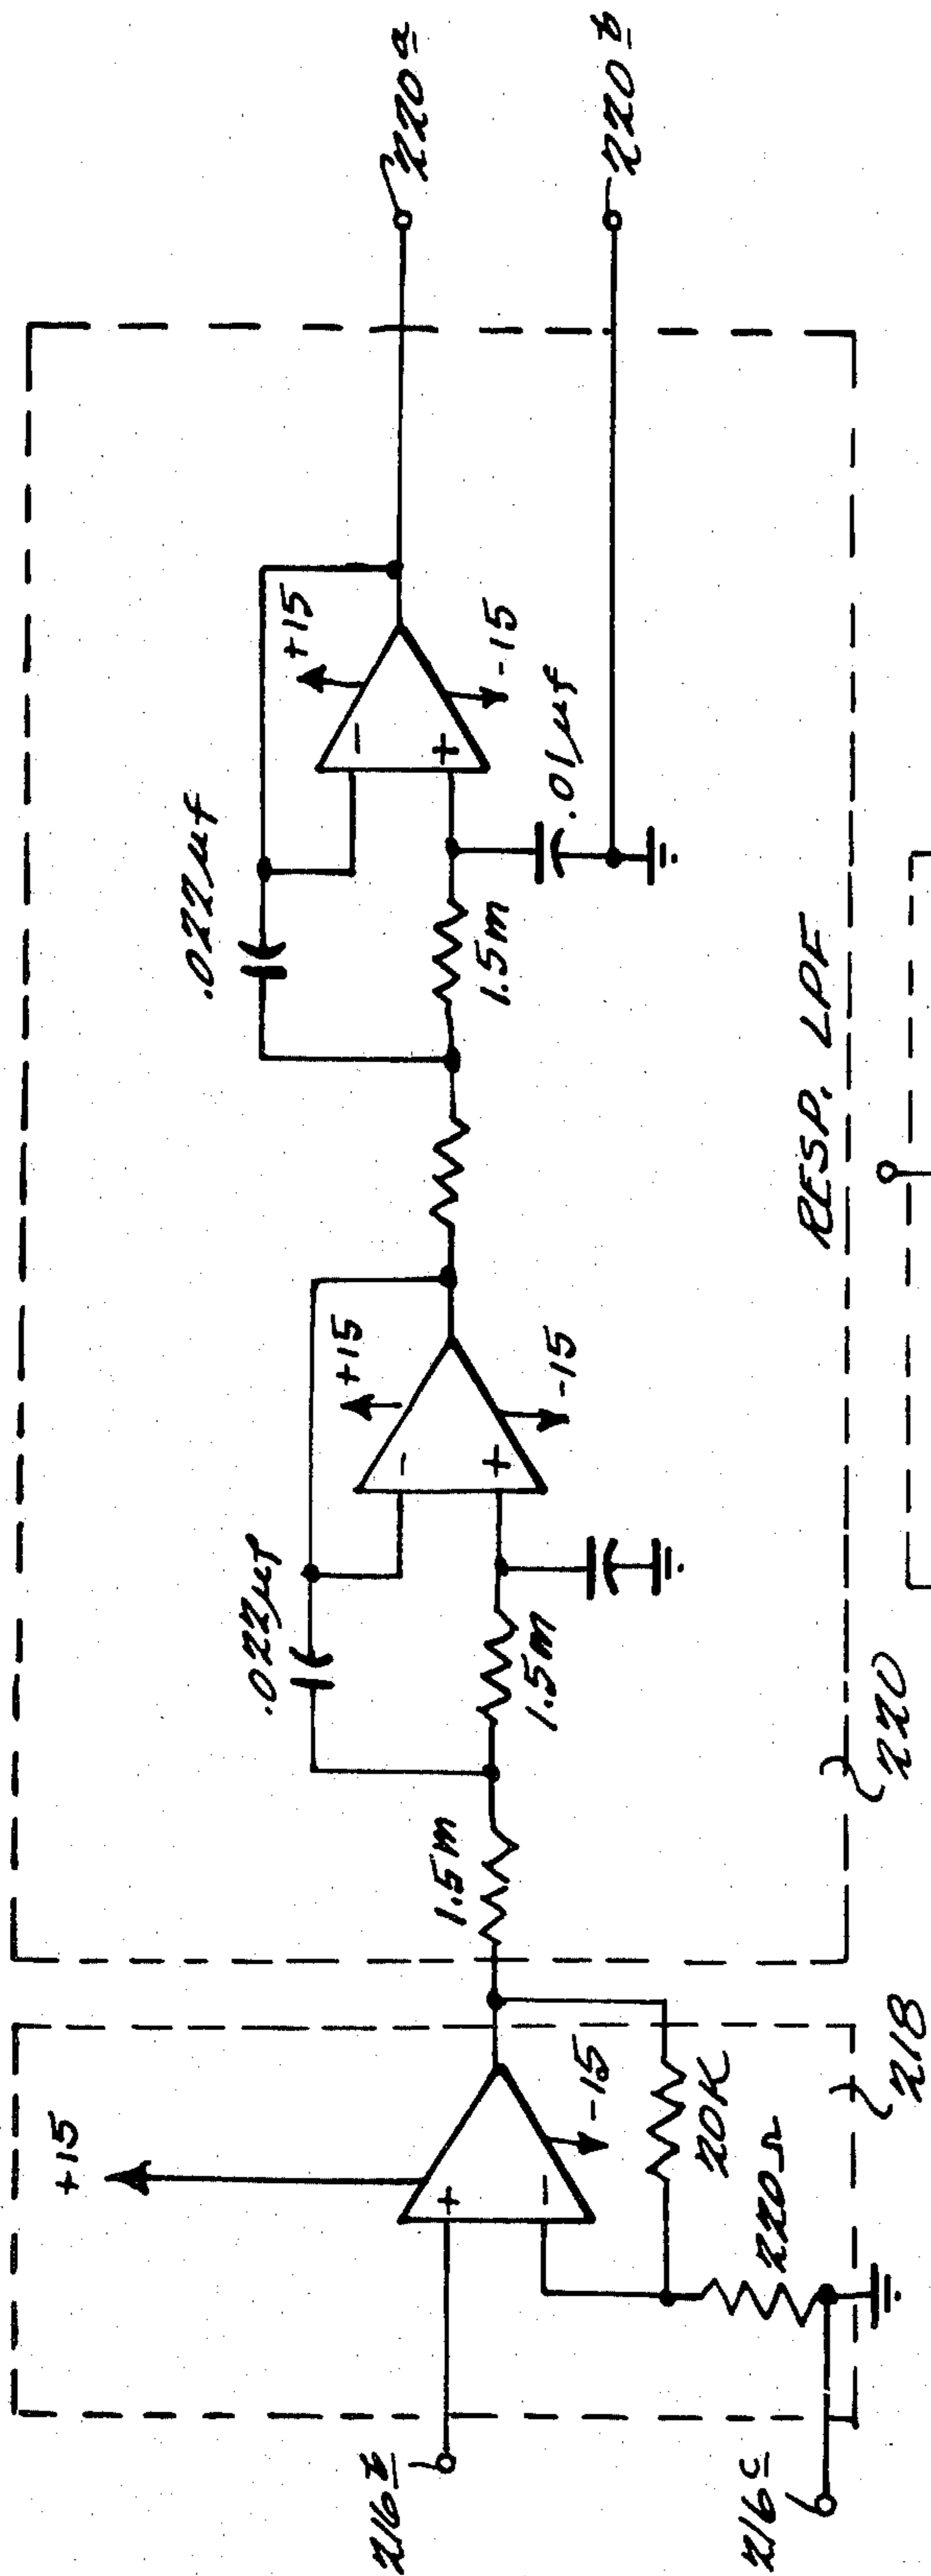 216b
216c
+15
-15
20K
220Ω
218
1.5m
.022µf
1.5m
+15
-15
220
.022µf
1.5m
+15
-15
.01µf
RESP. LPF
220a
220b